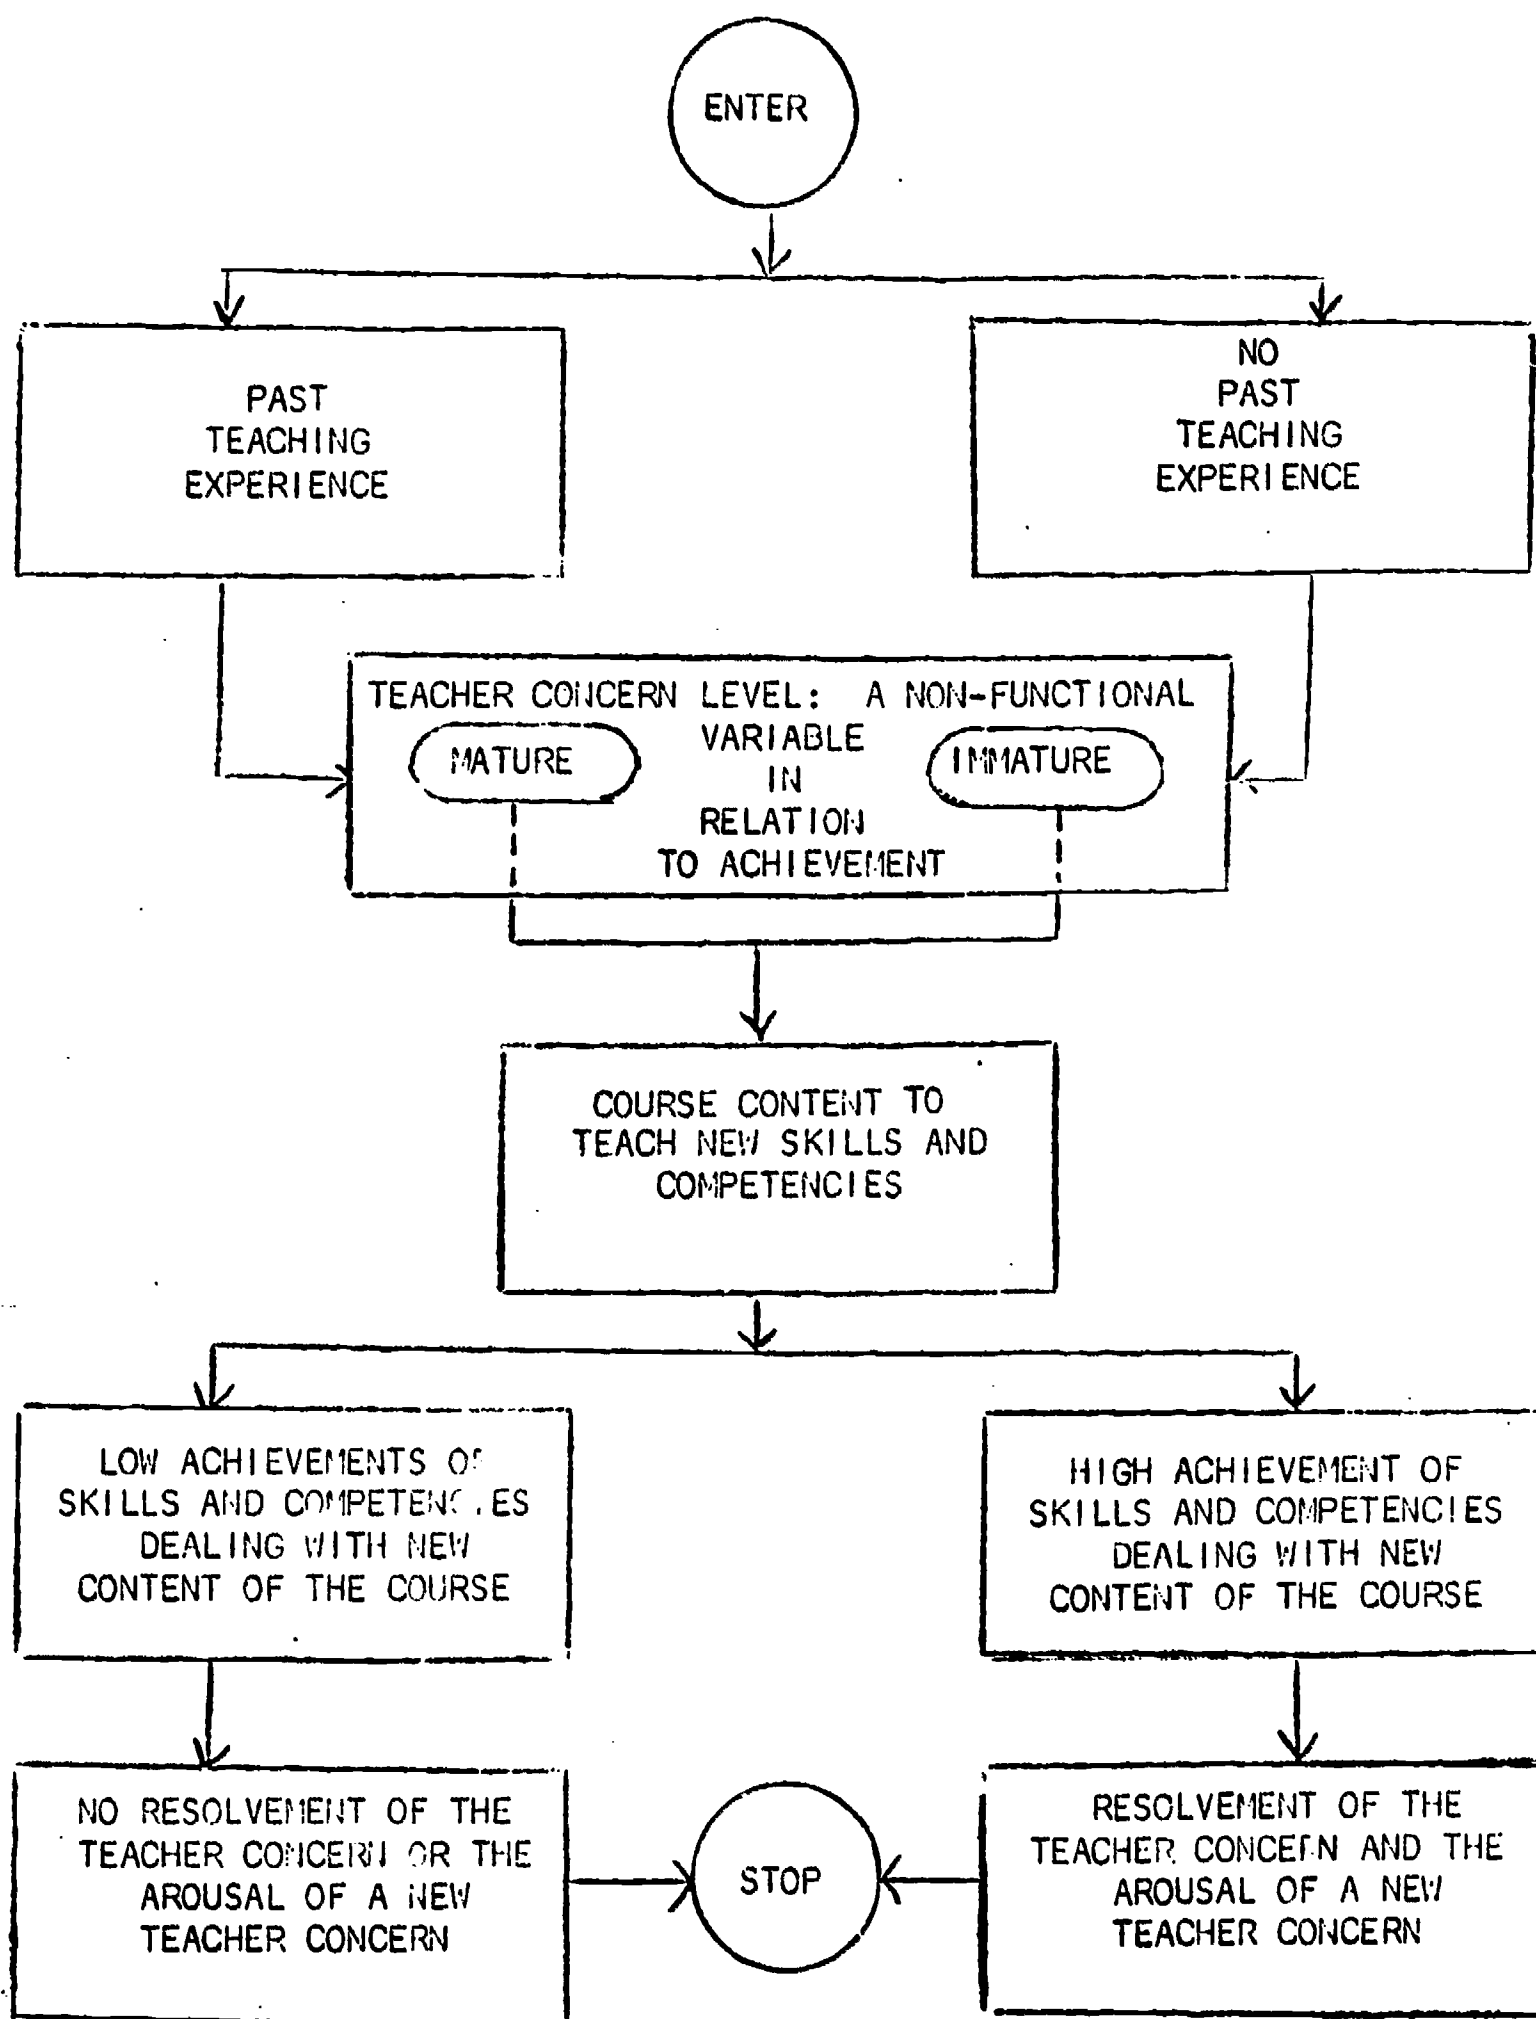 ENTER
PAST
TEACHING
EXPERIENCE
NO
PAST
TEACHING
EXPERIENCE
TEACHER CONCERN LEVEL: A NON-FUNCTIONAL
VARIABLE
IN
RELATION
TO ACHIEVEMENT
MATURE
IMMATURE
COURSE CONTENT TO
TEACH NEW SKILLS AND
COMPETENCIES
LOW ACHIEVEMENTS OF
SKILLS AND COMPETENCIES
DEALING WITH NEW
CONTENT OF THE COURSE
HIGH ACHIEVEMENT OF
SKILLS AND COMPETENCIES
DEALING WITH NEW
CONTENT OF THE COURSE
NO RESOLVEMENT OF THE
TEACHER CONCERN OR THE
AROUSAL OF A NEW
TEACHER CONCERN
STOP
RESOLVEMENT OF THE
TEACHER CONCERN AND THE
AROUSAL OF A NEW
TEACHER CONCERN